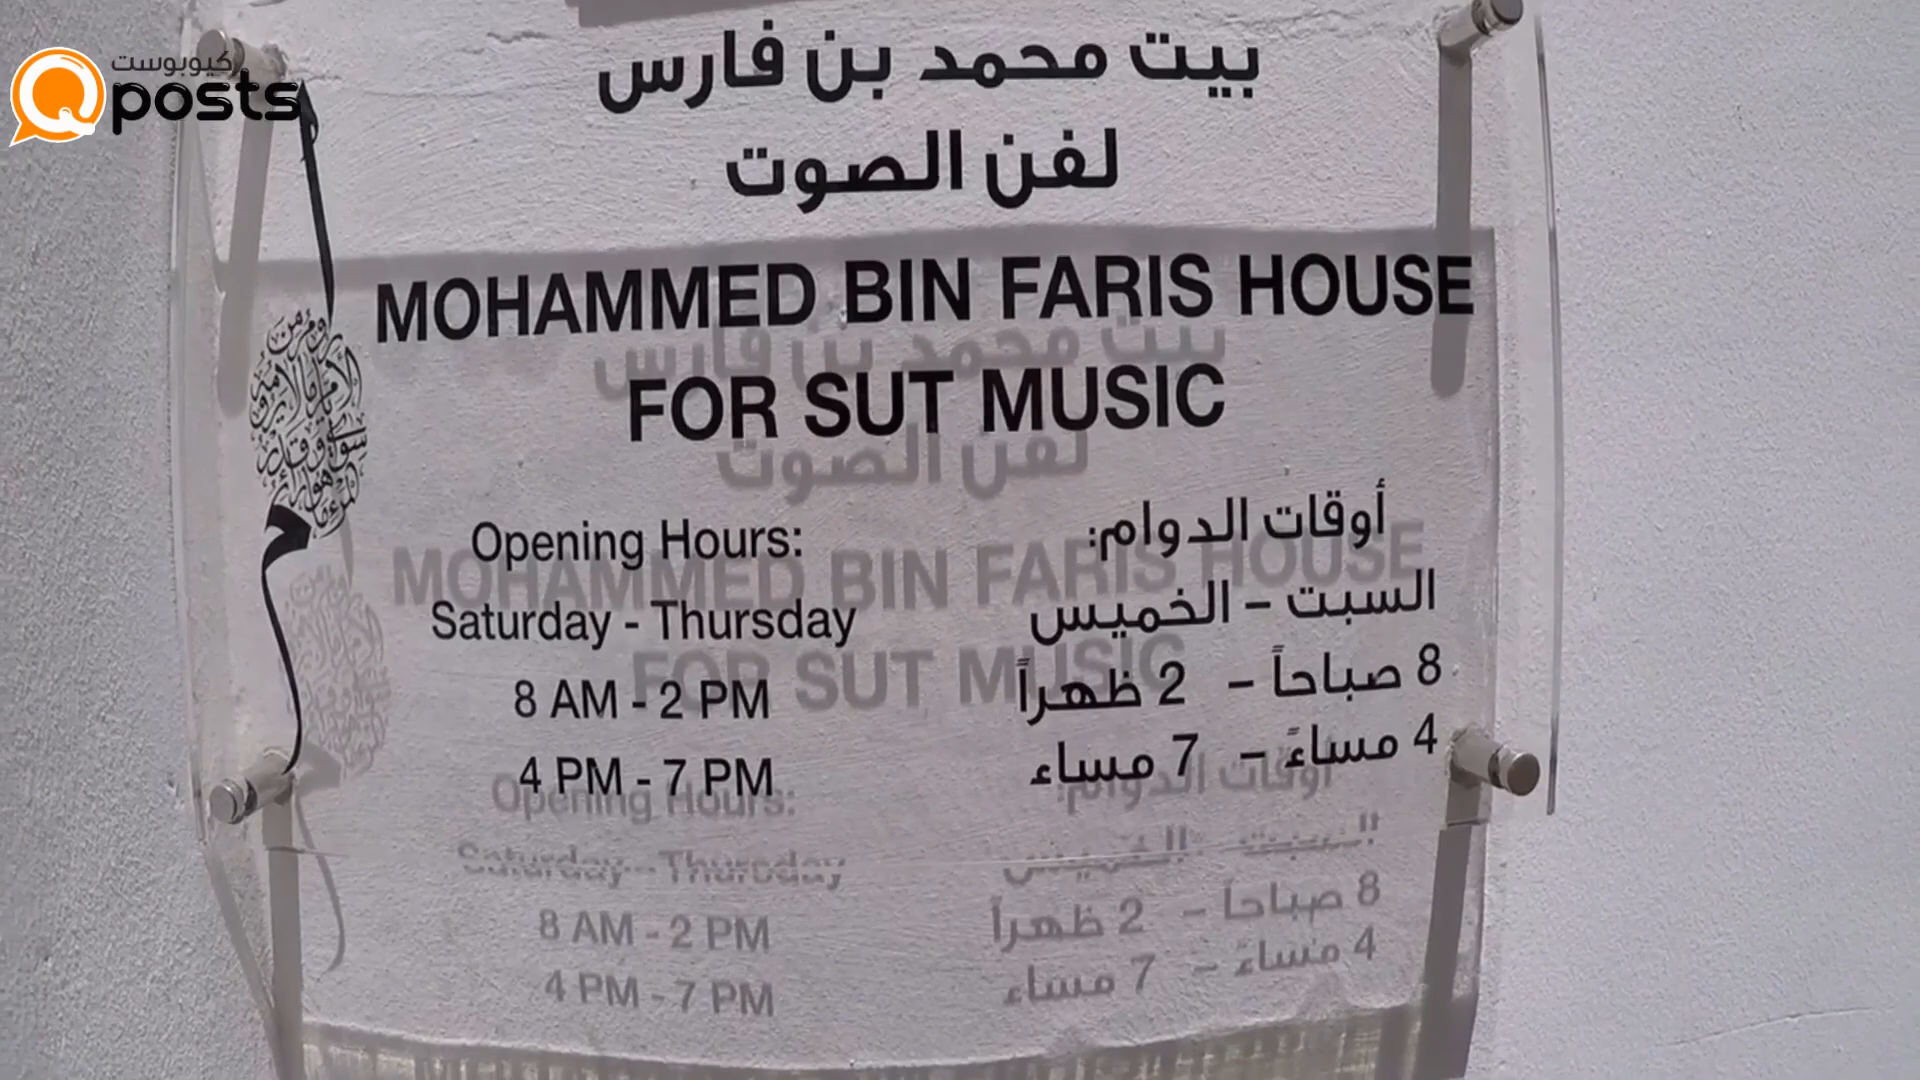 كيوبوست
Qposts
بيت محمد بن فارس
لفن الصوت
MOHAMMED BIN FARIS HOUSE
FOR SUT MUSIC
Opening Hours:
Saturday - Thursday
8 AM - 2 PM
4 PM - 7 PM
أوقات الدوام:
السبت - الخميس
8 صباحاً - 2 ظهراً
4 مساءً - 7 مساء